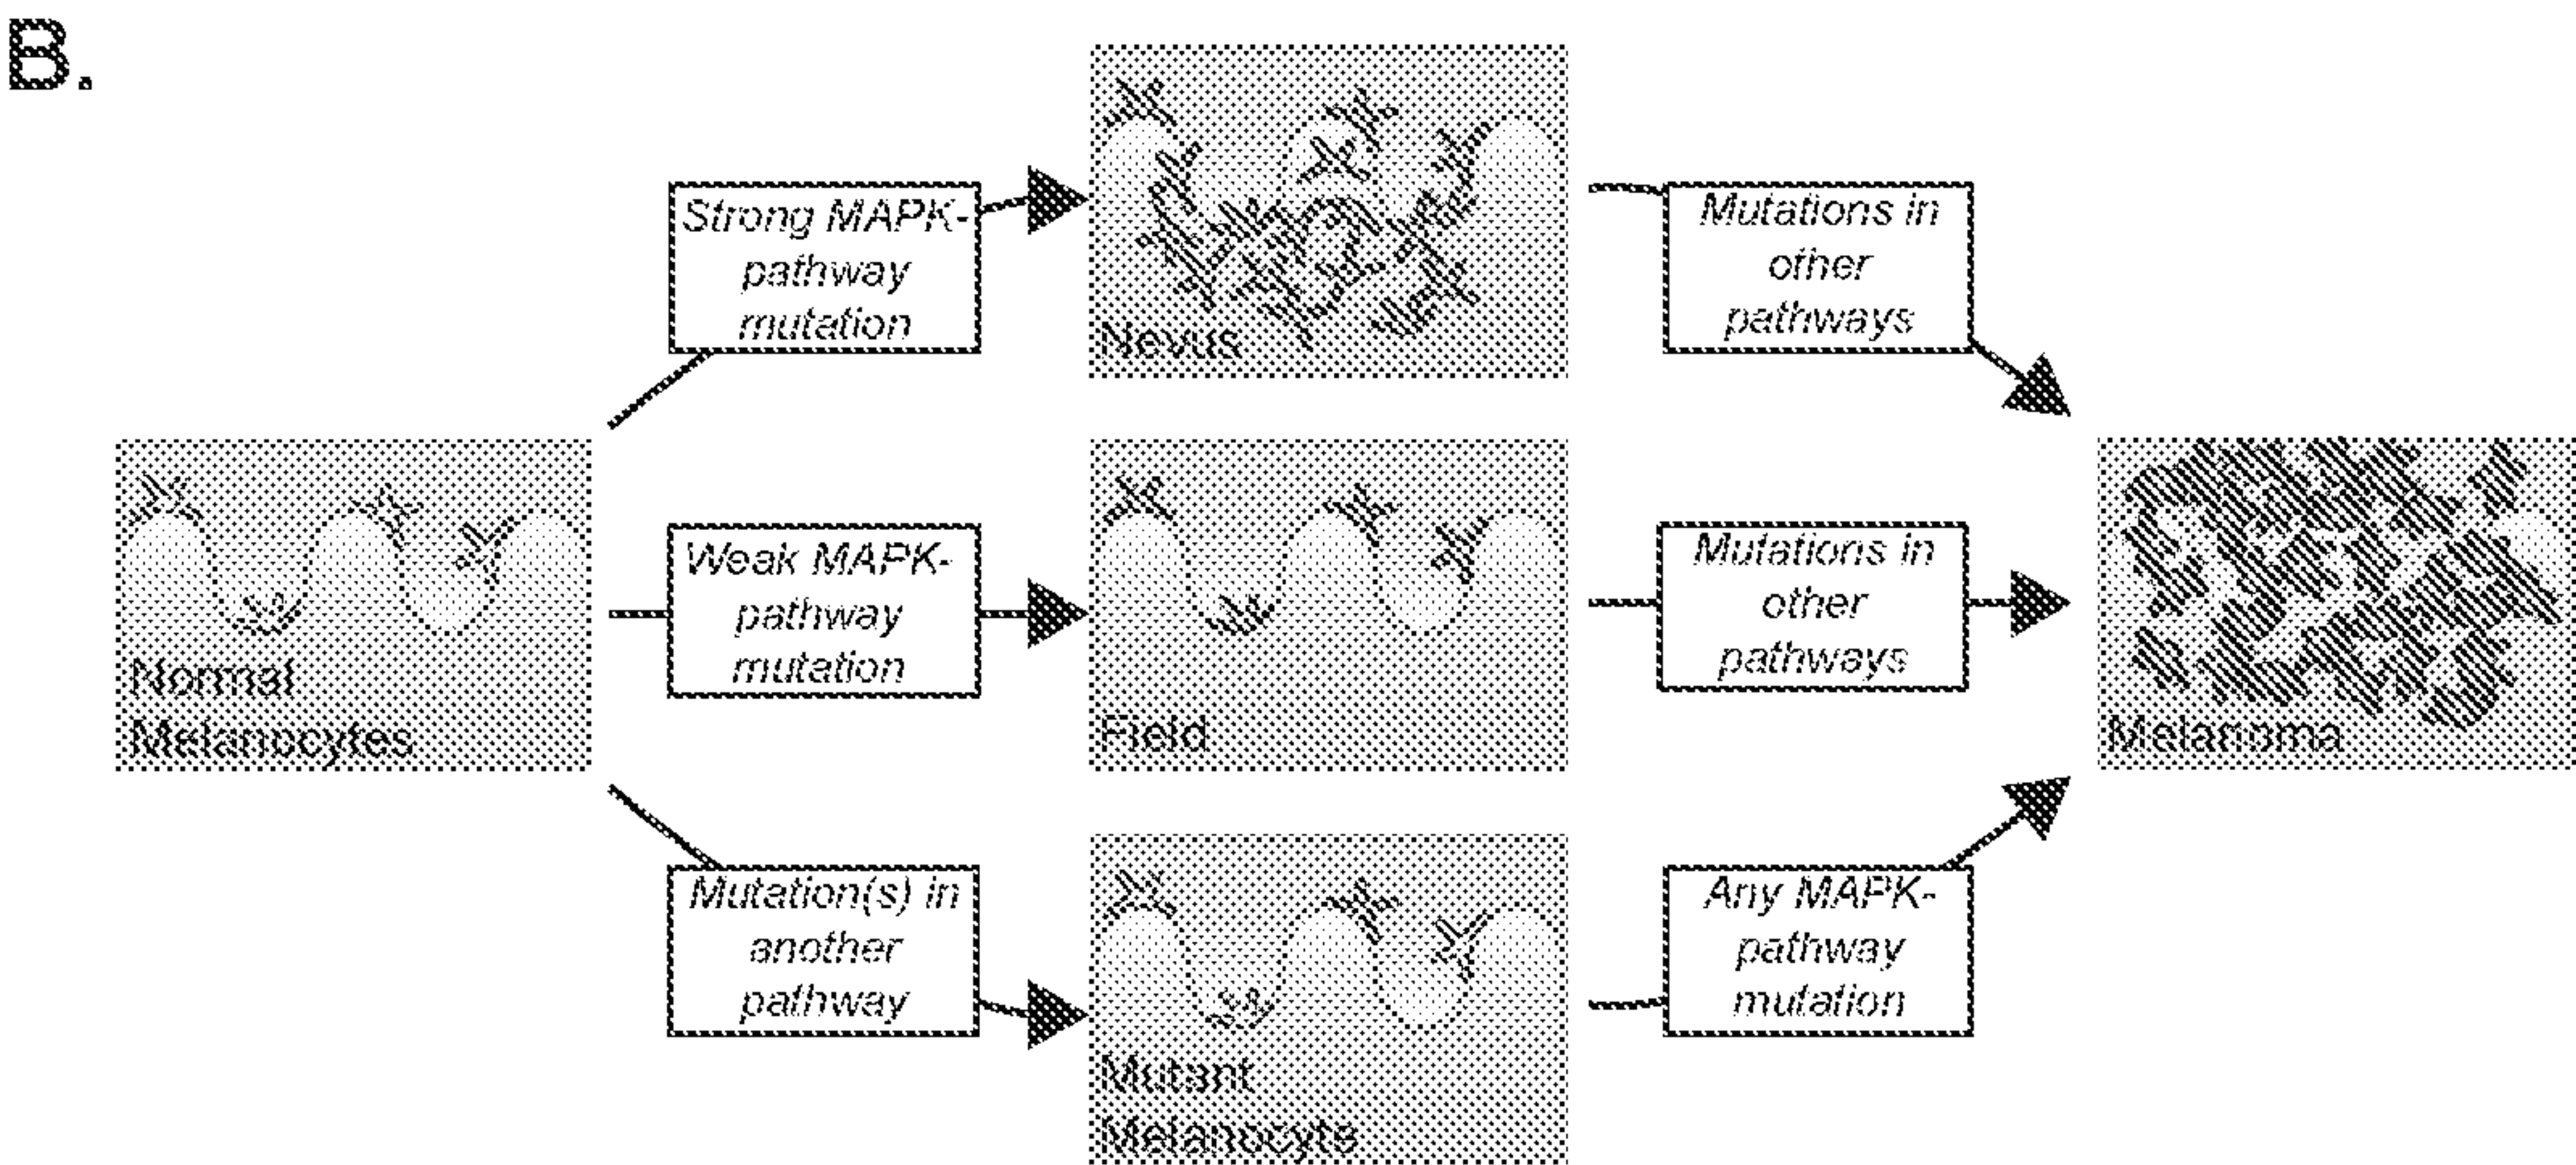 B.
Strong MAPK-
pathway
mutation
Nevus
Mutations in
other
pathways
Normal
Melanocytes
Weak MAPK-
pathway
mutation
Field
Mutations in
other
pathways
Melanoma
Mutation(s) in
another
pathway
Mutant
Melanocyte
Any MAPK-
pathway
mutation